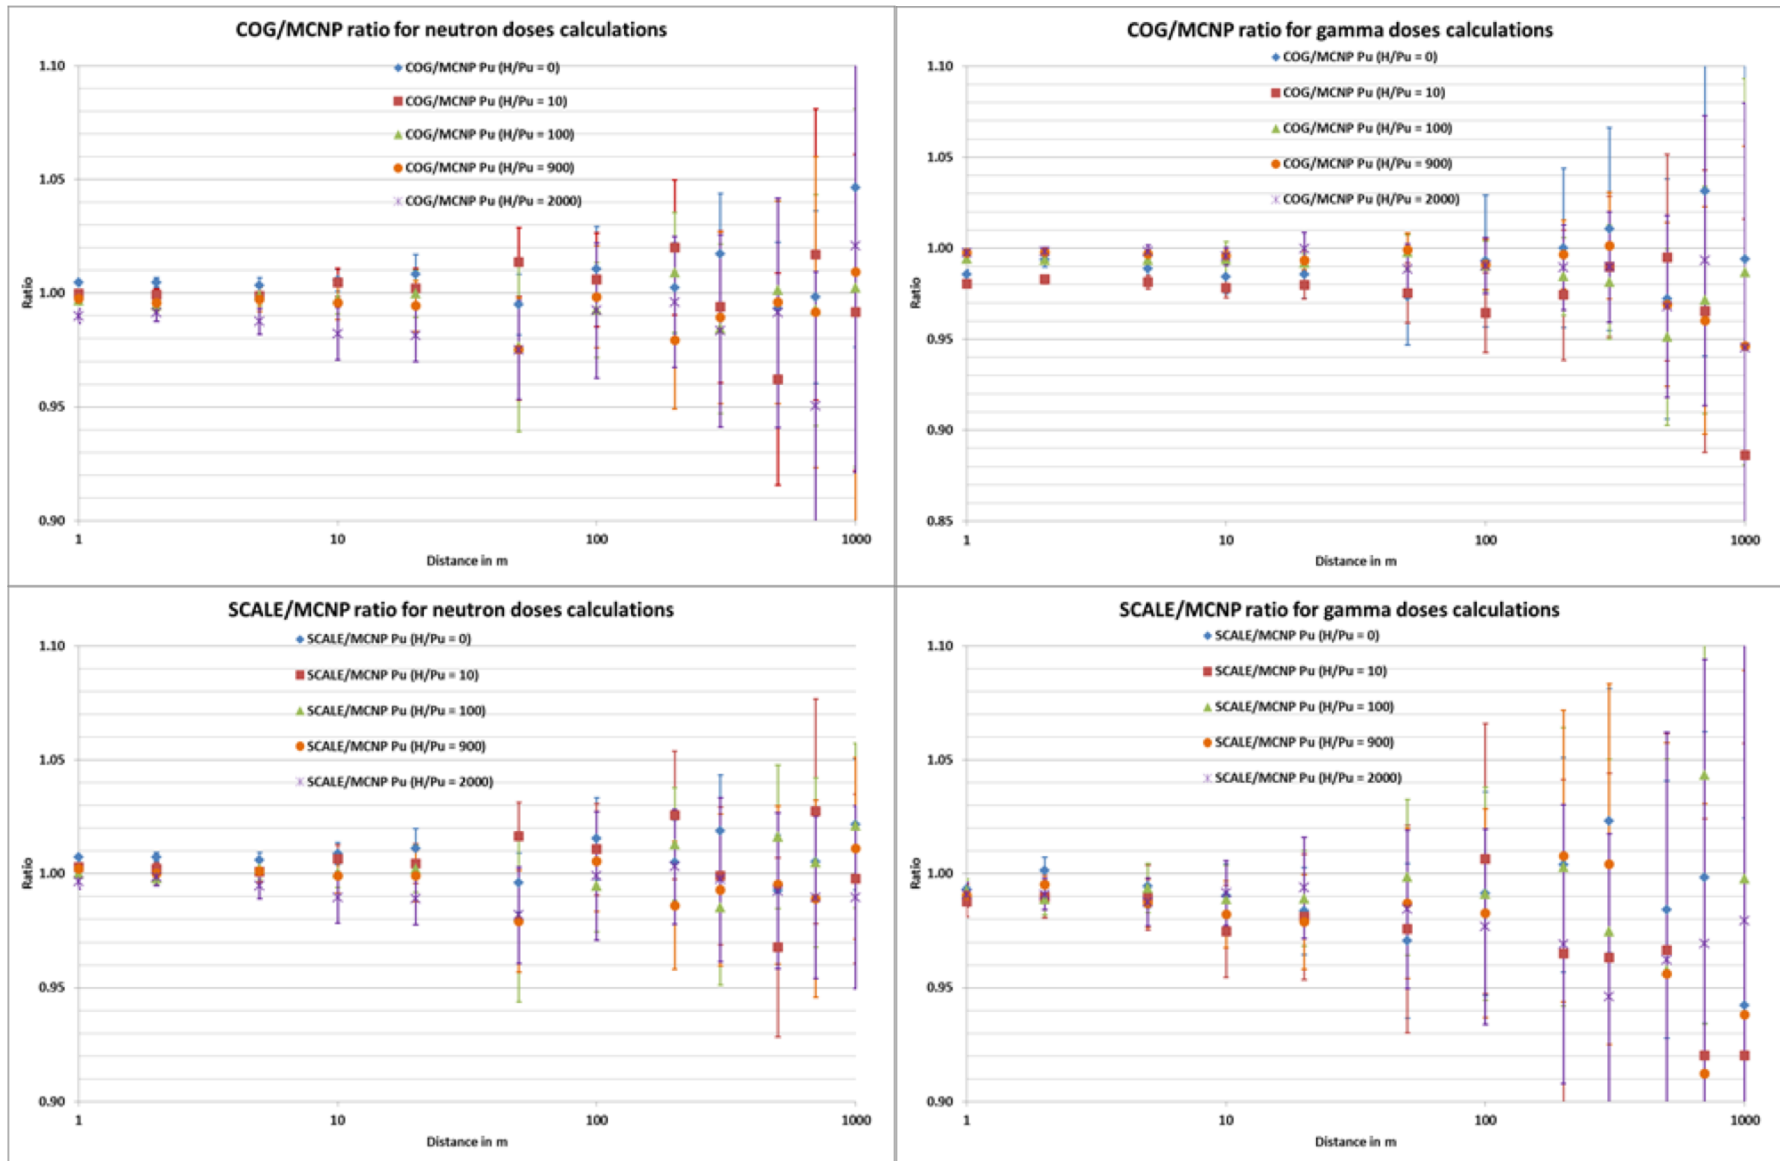 COG/MCNP ratio for neutron doses calculations
COG/MCNP Pu (H/Pu = 0)
COG/MCNP Pu (H/Pu = 10)
COG/MCNP Pu (H/Pu = 100)
COG/MCNP Pu (H/Pu = 900)
COG/MCNP Pu (H/Pu = 2000)
1.10
1.05
1.00
0.95
0.90
Ratio
1 10 100 1000
Distance in m
COG/MCNP ratio for gamma doses calculations
COG/MCNP Pu (H/Pu = 0)
COG/MCNP Pu (H/Pu = 10)
COG/MCNP Pu (H/Pu = 100)
COG/MCNP Pu (H/Pu = 900)
COG/MCNP Pu (H/Pu = 2000)
1.10
1.05
1.00
0.95
0.90
0.85
Ratio
1 10 100 1000
Distance in m
SCALE/MCNP ratio for neutron doses calculations
SCALE/MCNP Pu (H/Pu = 0)
SCALE/MCNP Pu (H/Pu = 10)
SCALE/MCNP Pu (H/Pu = 100)
SCALE/MCNP Pu (H/Pu = 900)
SCALE/MCNP Pu (H/Pu = 2000)
1.10
1.05
1.00
0.95
0.90
Ratio
1 10 100 1000
Distance in m
SCALE/MCNP ratio for gamma doses calculations
SCALE/MCNP Pu (H/Pu = 0)
SCALE/MCNP Pu (H/Pu = 10)
SCALE/MCNP Pu (H/Pu = 100)
SCALE/MCNP Pu (H/Pu = 900)
SCALE/MCNP Pu (H/Pu = 2000)
1.10
1.05
1.00
0.95
0.90
Ratio
1 10 100 1000
Distance in m